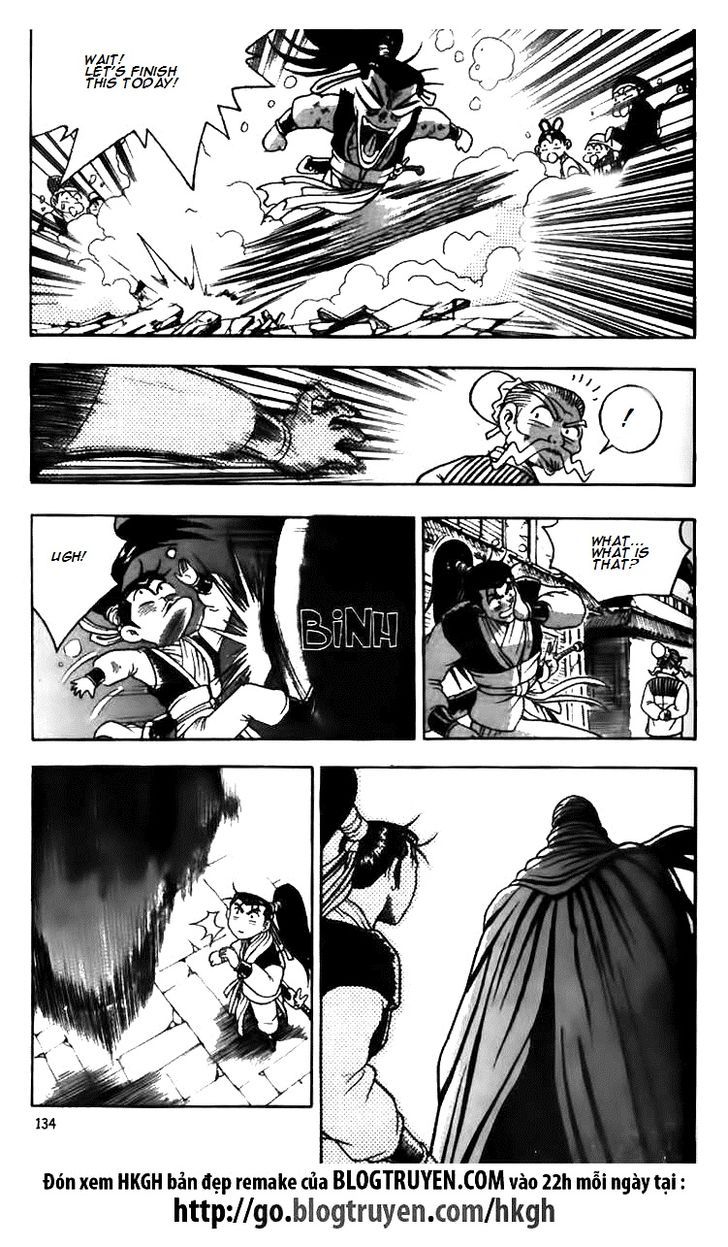 WAIT!
LET'S FINISH
THIS TODAY!
!
UGH!
BINH
WHAT...
WHAT IS
THAT?
134
Đón xem HKGH bản đẹp remake của BLOGTRUYEN.COM vào 22h mỗi ngày tại :
http://go.blogtruyen.com/hkgh